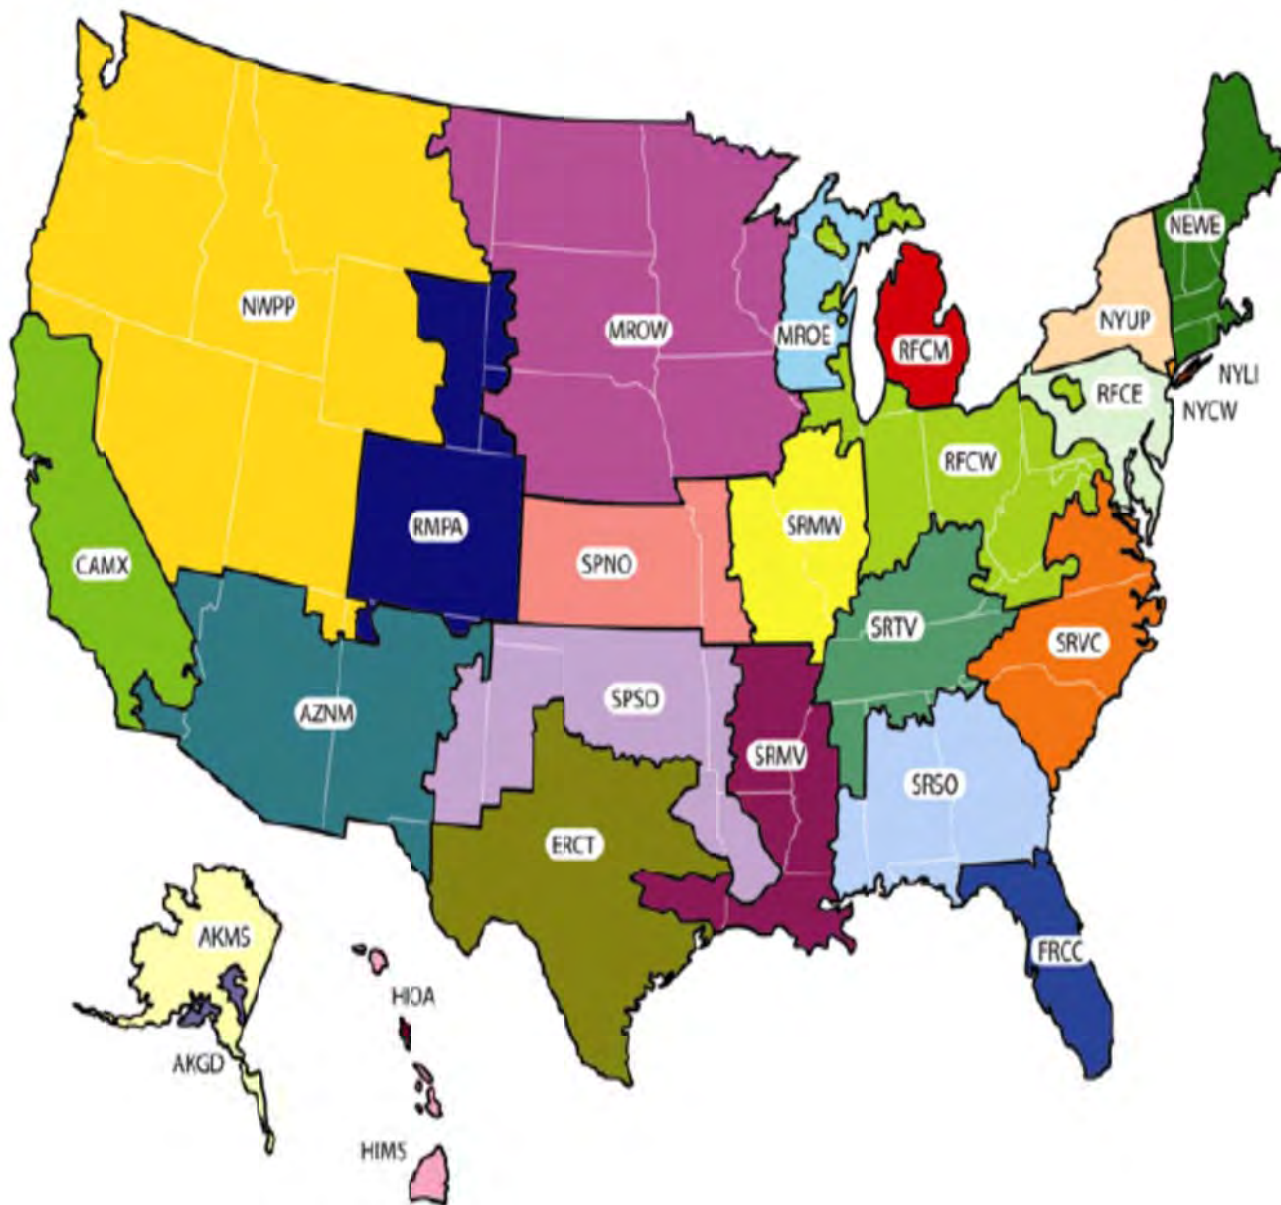 NEWE
NWPP
NYUP
MROW
MROE
RFCM
NYLI
RFCE
NYCW
RFCW
RMPA
SRMW
CAMX
SPNO
SRTV
SRVC
SPSO
AZNM
SRMV
SRSO
ERCT
AKMS
FRCC
HIOA
AKGD
HIMS